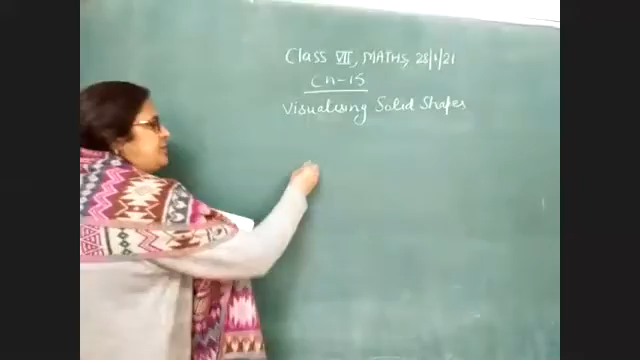 Class VII, MATHS, 28/1/21
Ch-15
Visualising Solid Shapes